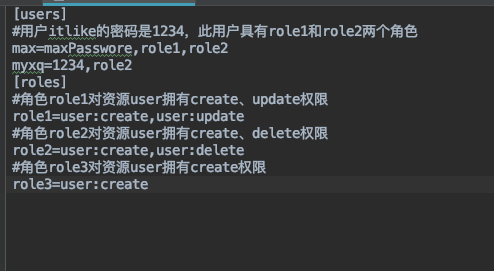 [users]
#用户itlike的密码是1234，此用户具有role1和role2两个角色
max=maxPasswore,role1,role2
myxq=1234,role2
[roles]
#角色role1对资源user拥有create、update权限
role1=user:create,user:update
#角色role2对资源user拥有create、delete权限
role2=user:create,user:delete
#角色role3对资源user拥有create权限
role3=user:create